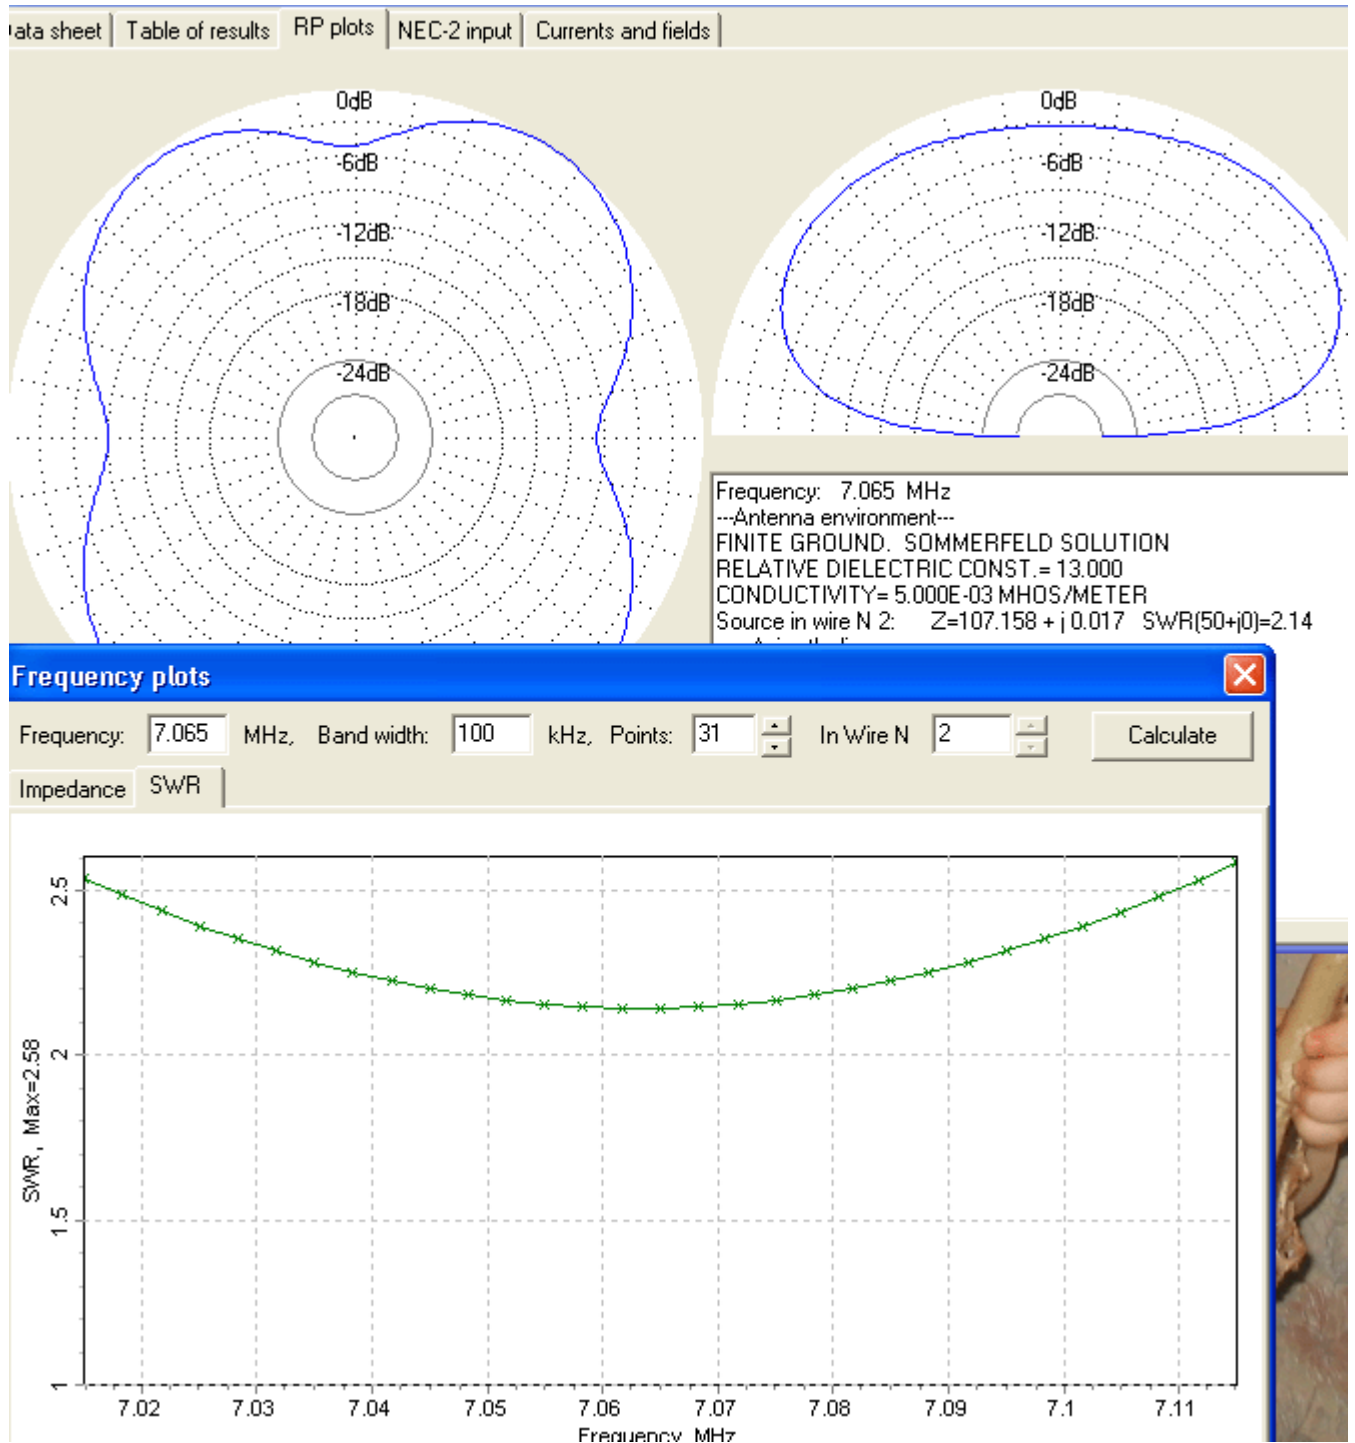 ata sheet Table of results RP plots NEC-2 input Currents and fields
0dB
-6dB
-12dB
-18dB
-24dB
0dB
-6dB
-12dB
-18dB
-24dB
Frequency: 7.065 MHz
---Antenna environment---
FINITE GROUND. SOMMERFELD SOLUTION
RELATIVE DIELECTRIC CONST.= 13.000
CONDUCTIVITY= 5.000E-03 MHOS/METER
Source in wire N 2: Z=107.158 + j 0.017 SWR(50+j0)=2.14
Frequency plots
Frequency: 7.065 MHz, Band width: 100 kHz, Points: 31 In Wire N 2 Calculate
Impedance SWR
SWR, Max=2.58
2.5
2
1.5
1
7.02 7.03 7.04 7.05 7.06 7.07 7.08 7.09 7.1 7.11
Frequency, MHz